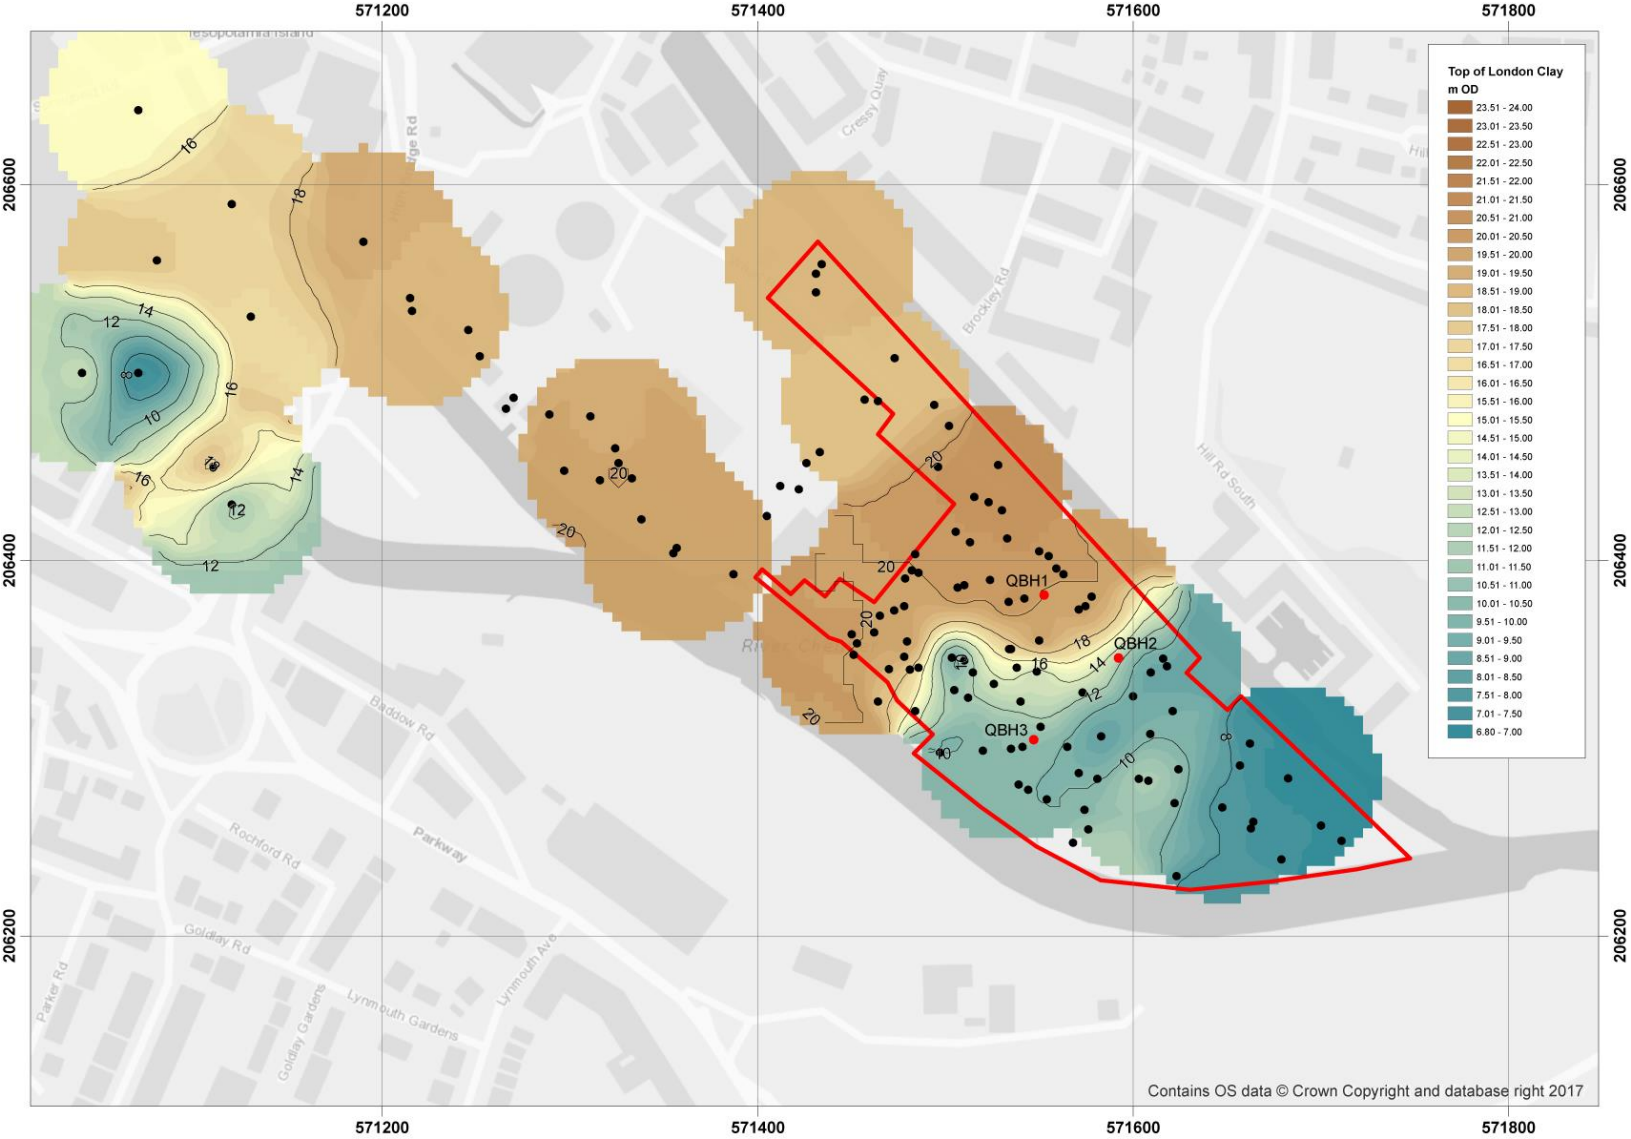 571200 571400 571600 571800
Mesopotamia Island
Cressy Quay
Brockley Rd
Hill Rd South
206600 206600
206400 206400
206200 206200
Top of London Clay
m OD
23.51 - 24.00
23.01 - 23.50
22.51 - 23.00
22.01 - 22.50
21.51 - 22.00
21.01 - 21.50
20.51 - 21.00
20.01 - 20.50
19.51 - 20.00
19.01 - 19.50
18.51 - 19.00
18.01 - 18.50
17.51 - 18.00
17.01 - 17.50
16.51 - 17.00
16.01 - 16.50
15.51 - 16.00
15.01 - 15.50
14.51 - 15.00
14.01 - 14.50
13.51 - 14.00
13.01 - 13.50
12.51 - 13.00
12.01 - 12.50
11.51 - 12.00
11.01 - 11.50
10.51 - 11.00
10.01 - 10.50
9.51 - 10.00
9.01 - 9.50
8.51 - 9.00
8.01 - 8.50
7.51 - 8.00
7.01 - 7.50
6.80 - 7.00
16
18
14
12
8
10
16
16
18
14
12
12
20
20
20
20
20
20
QBH1
QBH2
QBH3
18
16
14
12
10
10
10
8
Baddow Rd
Parkway
Rochford Rd
Goldlay Rd
Parker Rd
Goldlay Gardens
Lynmouth Gardens
Lynmouth Ave
Contains OS data © Crown Copyright and database right 2017
571200 571400 571600 571800